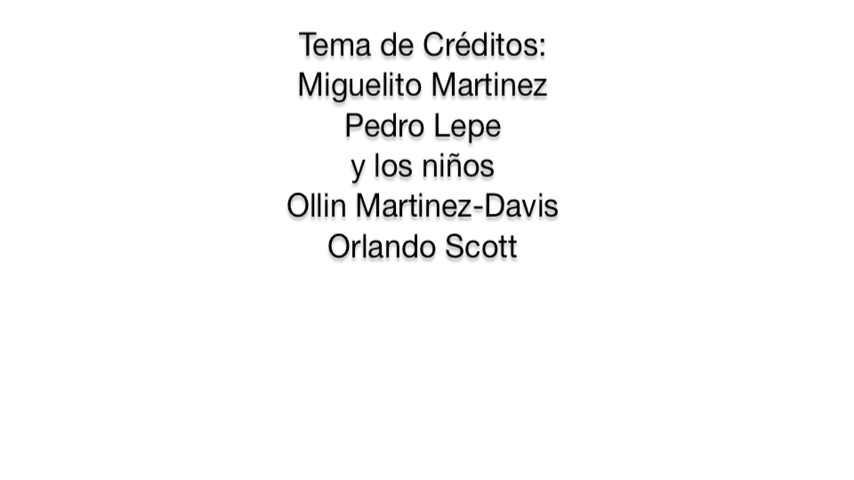 Tema de Créditos:
Miguelito Martinez
Pedro Lepe
y los niños
Ollin Martinez-Davis
Orlando Scott